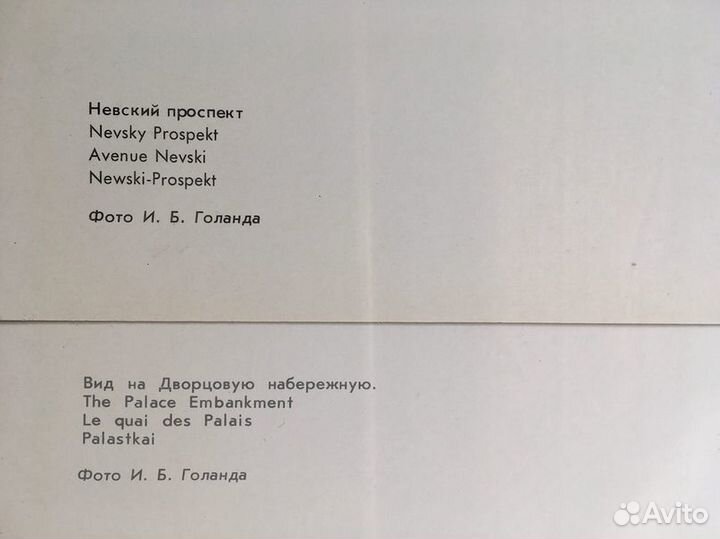 Невский проспект
Nevsky Prospekt
Avenue Nevski
Newski-Prospekt
Фото И. Б. Голанда
Вид на Дворцовую набережную.
The Palace Embankment
Le quai des Palais
Palastkai
Фото И. Б. Голанда
Avito